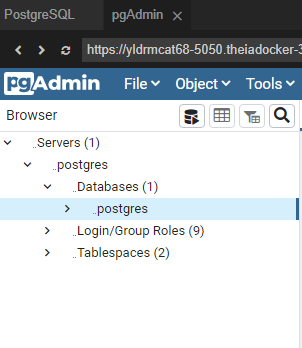 PostgreSQL pgAdmin ×
https://yldrmcat68-5050.theiadocker-3
pgAdmin File Object Tools
Browser
Servers (1)
postgres
Databases (1)
postgres
Login/Group Roles (9)
Tablespaces (2)